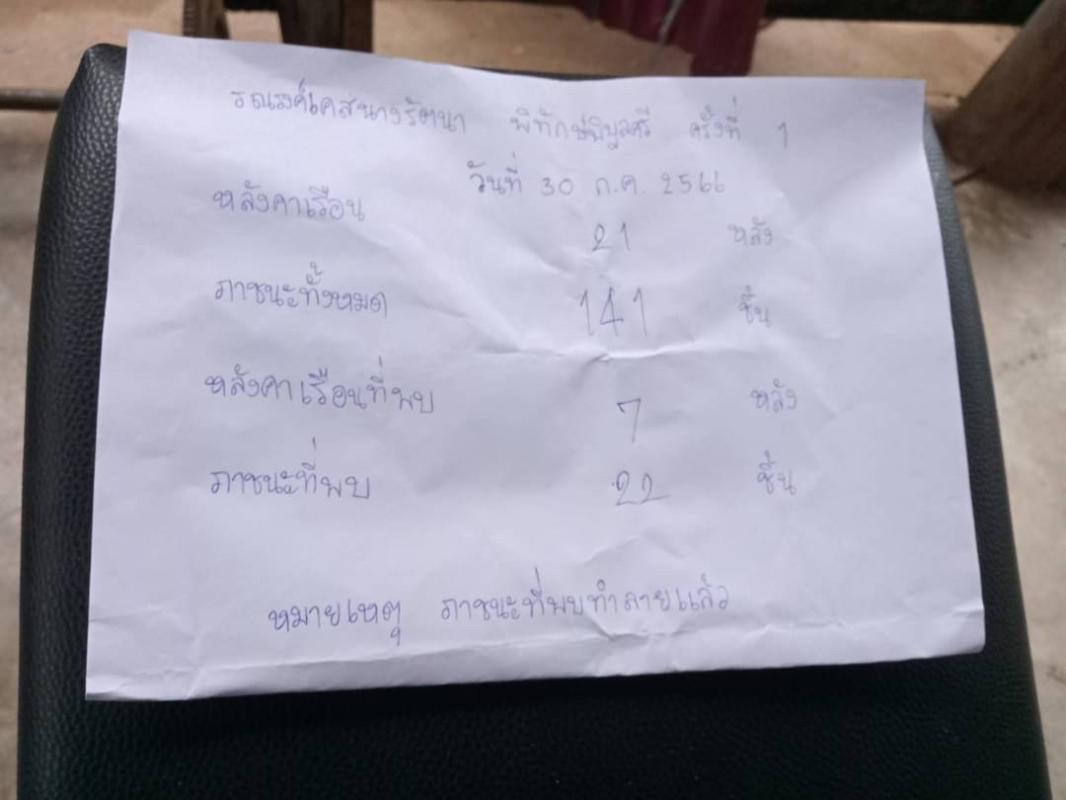 รณรงค์เคสนางรัตนา พิทักษ์พิบูลศรี ครั้งที่ 1
วันที่ 30 ก.ค. 2566
หลังคาเรือน 21 หลัง
ภาชนะทั้งหมด 141 ชิ้น
หลังคาเรือนที่พบ 7 หลัง
ภาชนะที่พบ 22 ชิ้น
หมายเหตุ ภาชนะที่พบทำลายแล้ว